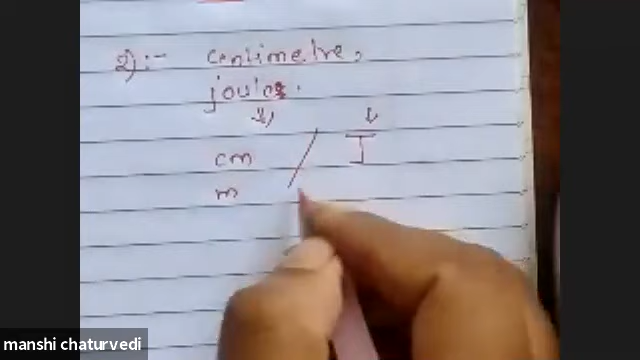 2):- Centimetre,
joules.
cm / J
m
manshi chaturvedi